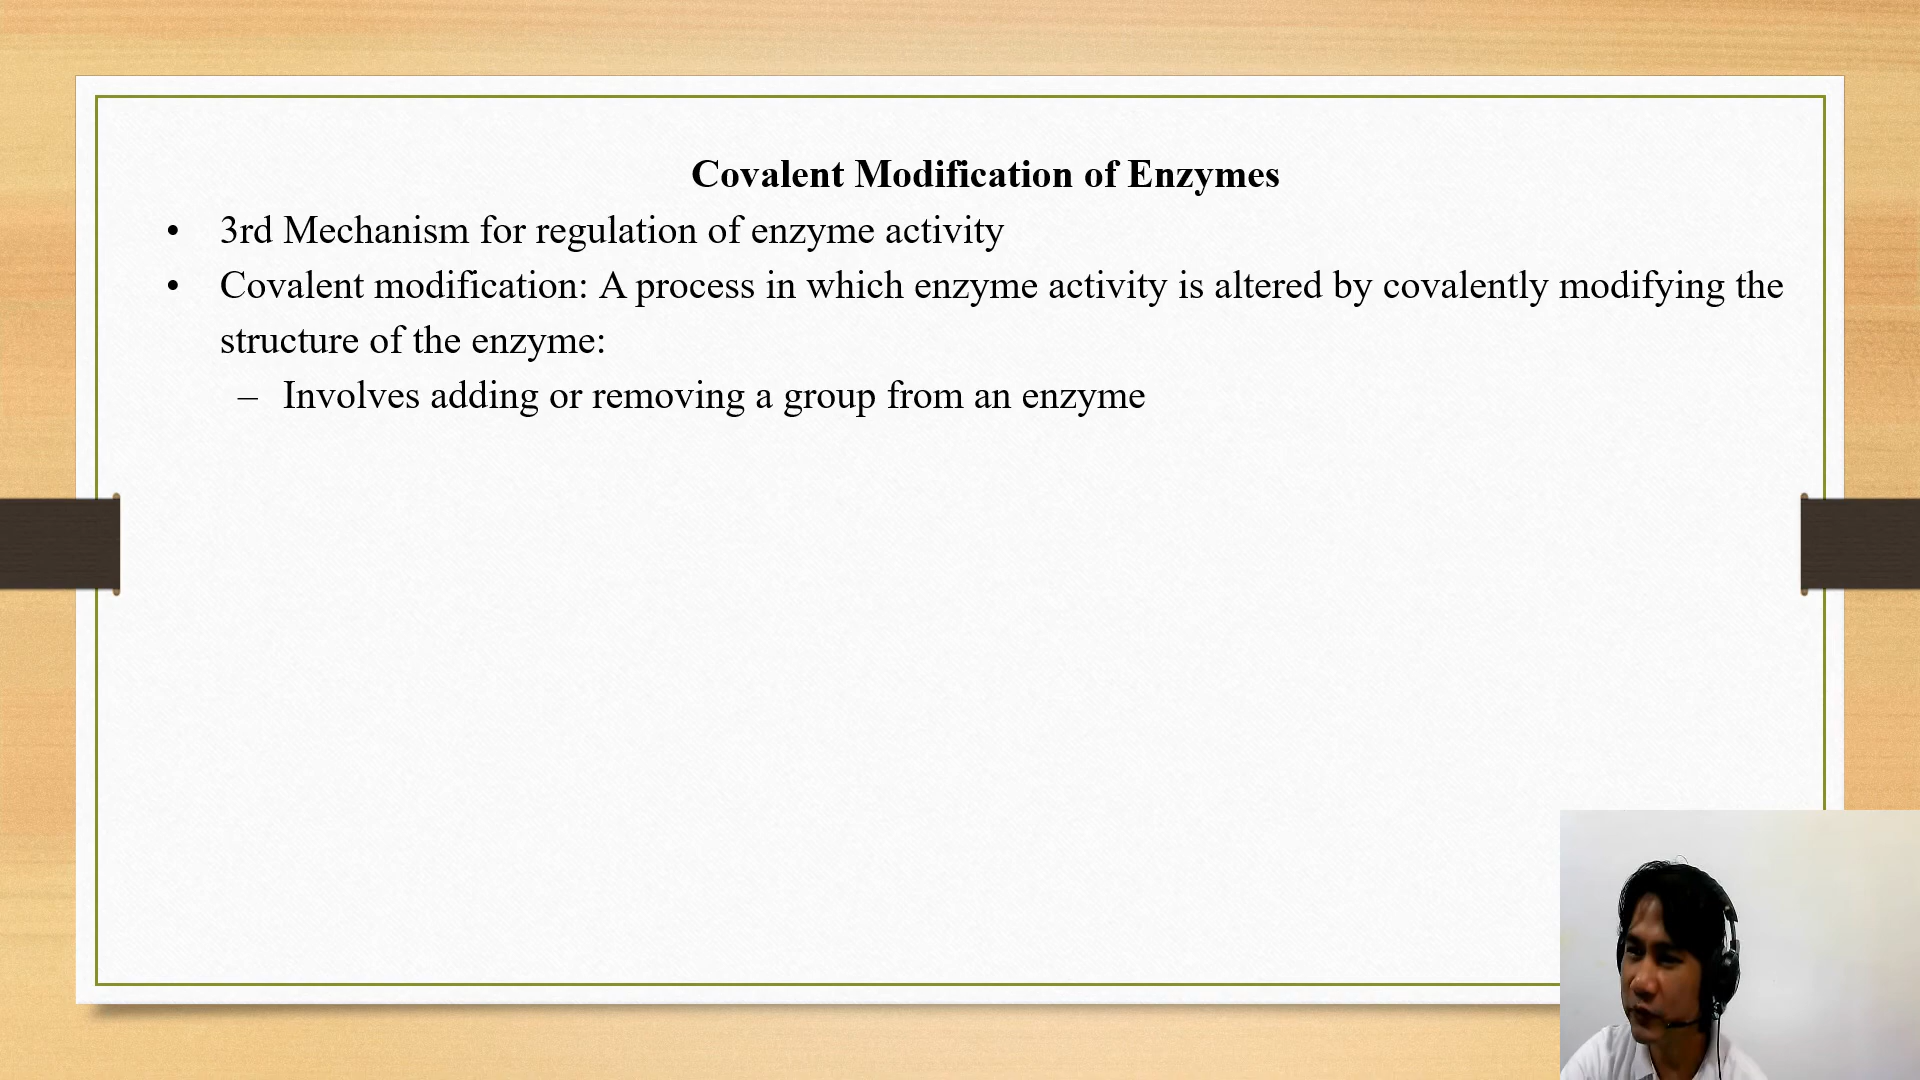 Covalent Modification of Enzymes
• 3rd Mechanism for regulation of enzyme activity
• Covalent modification: A process in which enzyme activity is altered by covalently modifying the
structure of the enzyme:
– Involves adding or removing a group from an enzyme